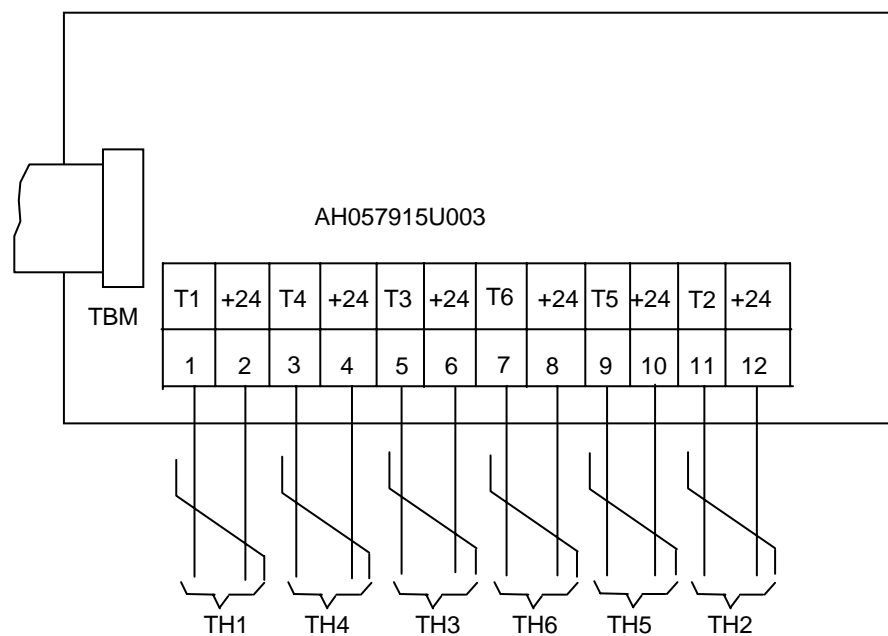 AH057915U003
TBM
T1 +24 T4 +24 T3 +24 T6 +24 T5 +24 T2 +24
1 2 3 4 5 6 7 8 9 10 11 12
TH1 TH4 TH3 TH6 TH5 TH2